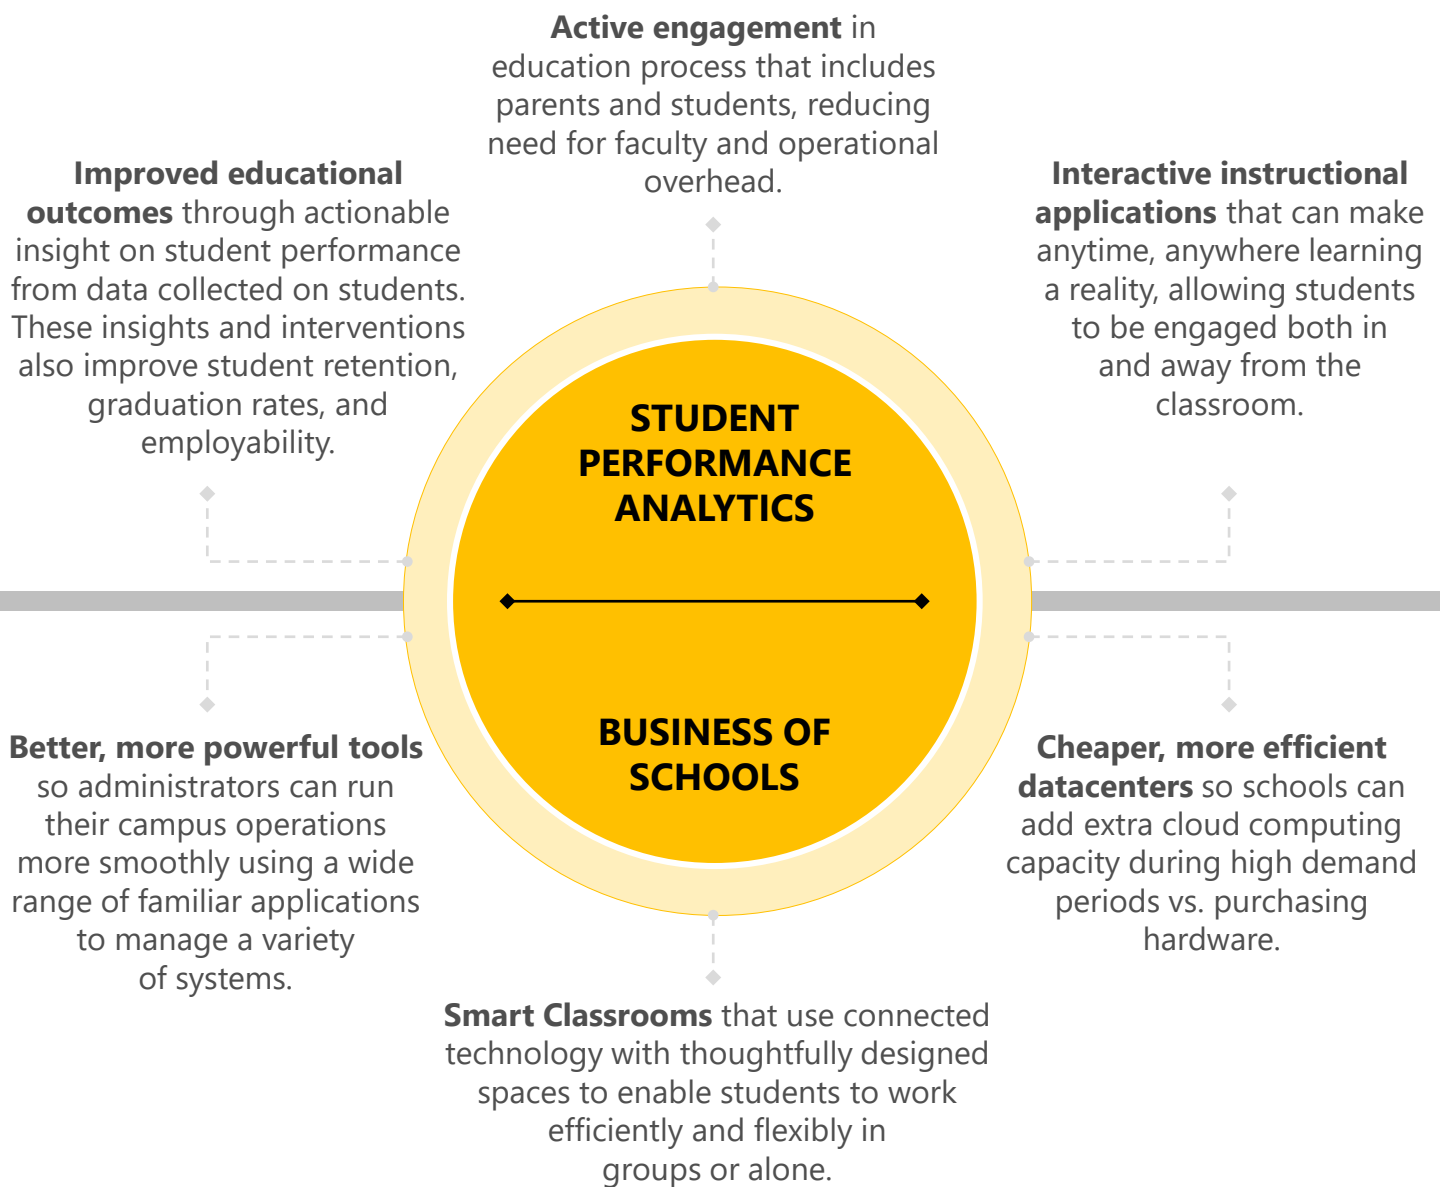 Active engagement in
education process that includes
parents and students, reducing
need for faculty and operational
overhead.
Improved educational
outcomes through actionable
insight on student performance
from data collected on students.
These insights and interventions
also improve student retention,
graduation rates, and
employability.
Interactive instructional
applications that can make
anytime, anywhere learning
a reality, allowing students
to be engaged both in
and away from the
classroom.
STUDENT
PERFORMANCE
ANALYTICS
BUSINESS OF
SCHOOLS
Better, more powerful tools
so administrators can run
their campus operations
more smoothly using a wide
range of familiar applications
to manage a variety
of systems.
Cheaper, more efficient
datacenters so schools can
add extra cloud computing
capacity during high demand
periods vs. purchasing
hardware.
Smart Classrooms that use connected
technology with thoughtfully designed
spaces to enable students to work
efficiently and flexibly in
groups or alone.